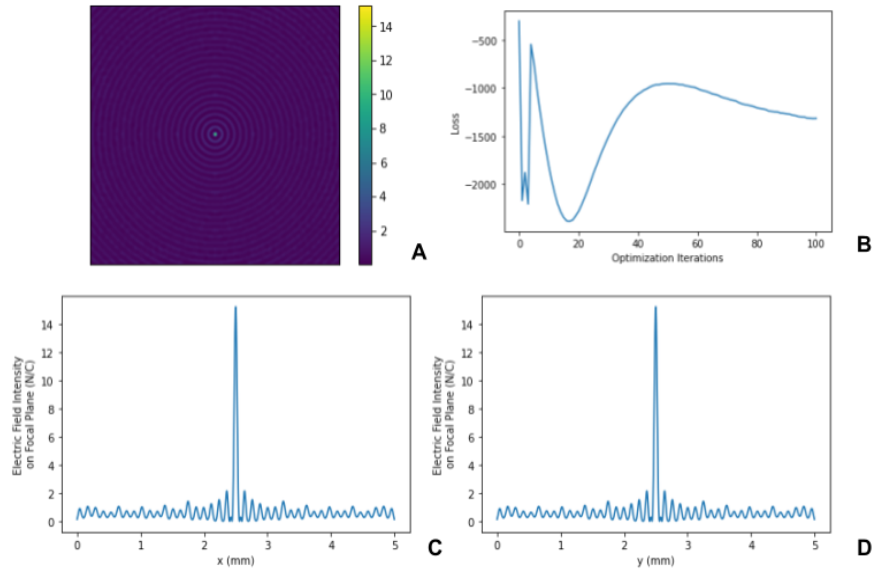 14
12
10
8
6
4
2
A
−500
−1000
−1500
−2000
Loss
0 20 40 60 80 100
Optimization Iterations
B
14
12
10
8
6
4
2
0
Electric Field Intensity
on Focal Plane (N/C)
0 1 2 3 4 5
x (mm)
C
14
12
10
8
6
4
2
0
Electric Field Intensity
on Focal Plane (N/C)
0 1 2 3 4 5
y (mm)
D